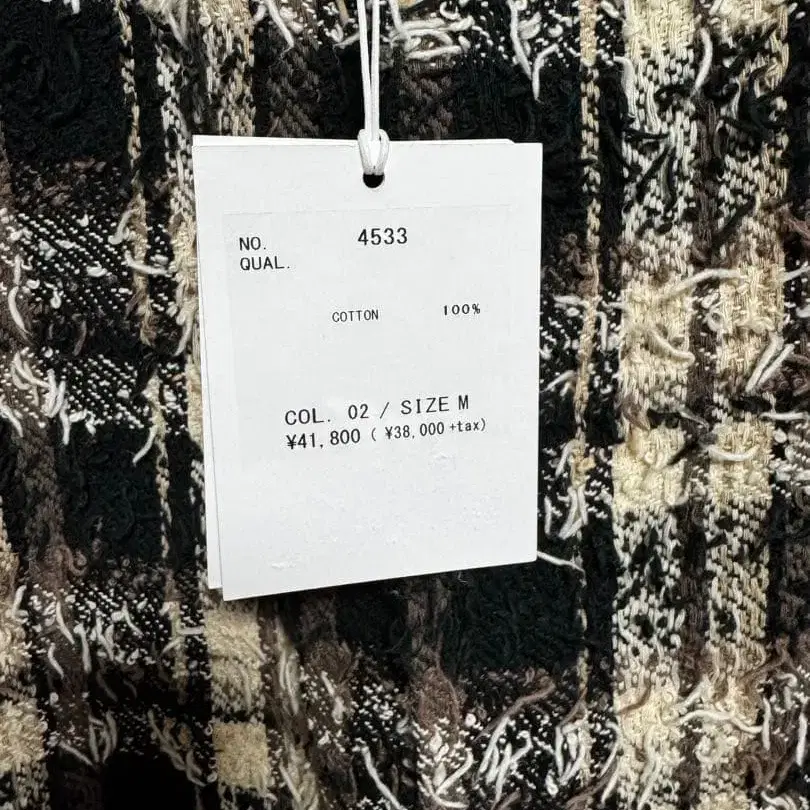 NO. 4533
QUAL.
COTTON 100%
COL. 02 / SIZE M
¥41,800 ( ¥38,000 +tax)